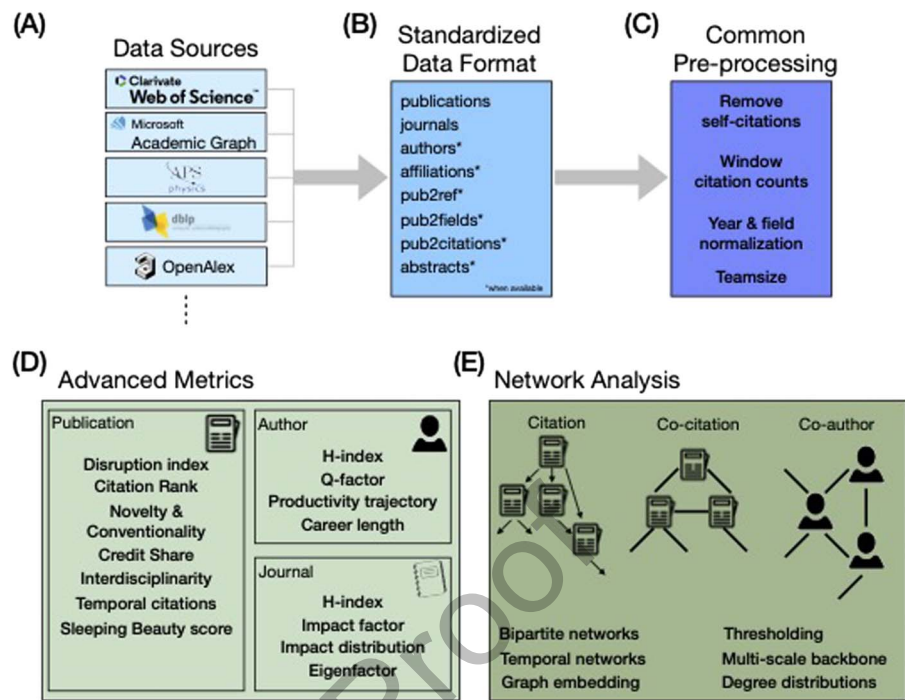 (A)
Data Sources
Clarivate
Web of Science™
Microsoft
Academic Graph
APS
physics
dblp
OpenAlex
(B)
Standardized
Data Format
publications
journals
authors*
affiliations*
pub2ref*
pub2fields*
pub2citations*
abstracts*
*when available
(C)
Common
Pre-processing
Remove
self-citations
Window
citation counts
Year & field
normalization
Teamsize
(D)
Advanced Metrics
Publication
Disruption index
Citation Rank
Novelty &
Conventionality
Credit Share
Interdisciplinarity
Temporal citations
Sleeping Beauty score
Author
H-index
Q-factor
Productivity trajectory
Career length
Journal
H-index
Impact factor
Impact distribution
Eigenfactor
(E)
Network Analysis
Citation
Co-citation
Co-author
Bipartite networks
Temporal networks
Graph embedding
Thresholding
Multi-scale backbone
Degree distributions
Proof